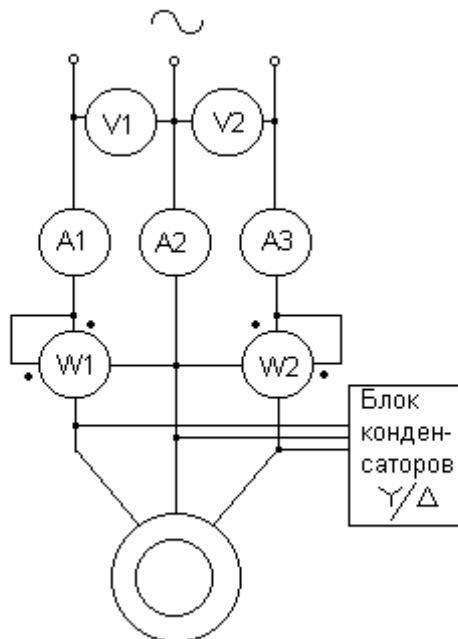 V1
V2
A1
A2
A3
W1
W2
Блок
конден-
саторов
Y/Δ